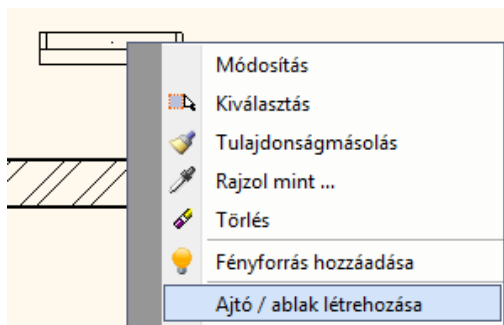 Módosítás
Kiválasztás
Tulajdonságmásolás
Rajzol mint ...
Törlés
Fényforrás hozzáadása
Ajtó / ablak létrehozása